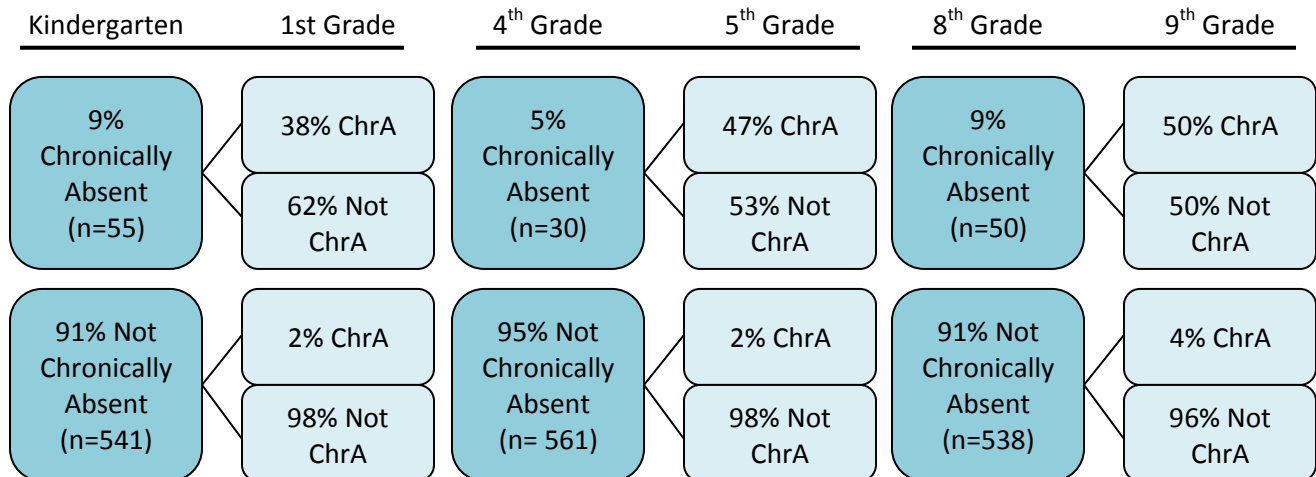 Kindergarten 1st Grade 4th Grade 5th Grade 8th Grade 9th Grade
9%
Chronically
Absent
(n=55)
38% ChrA
62% Not
ChrA
5%
Chronically
Absent
(n=30)
47% ChrA
53% Not
ChrA
9%
Chronically
Absent
(n=50)
50% ChrA
50% Not
ChrA
91% Not
Chronically
Absent
(n=541)
2% ChrA
98% Not
ChrA
95% Not
Chronically
Absent
(n= 561)
2% ChrA
98% Not
ChrA
91% Not
Chronically
Absent
(n=538)
4% ChrA
96% Not
ChrA